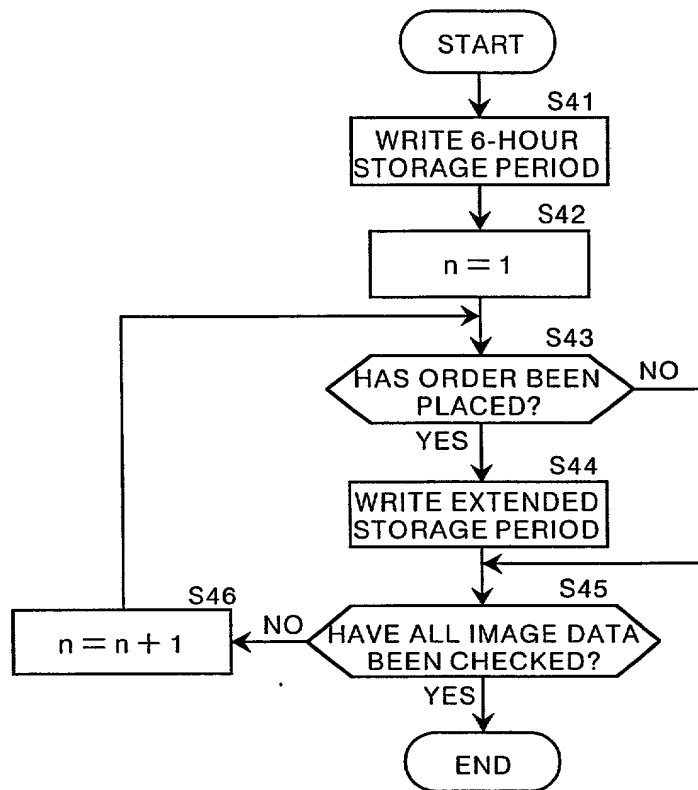 START
S41
WRITE 6-HOUR
STORAGE PERIOD
S42
n = 1
S43
HAS ORDER BEEN
PLACED?
NO
YES
S44
WRITE EXTENDED
STORAGE PERIOD
S45
HAVE ALL IMAGE DATA
BEEN CHECKED?
NO
S46
n = n + 1
YES
END